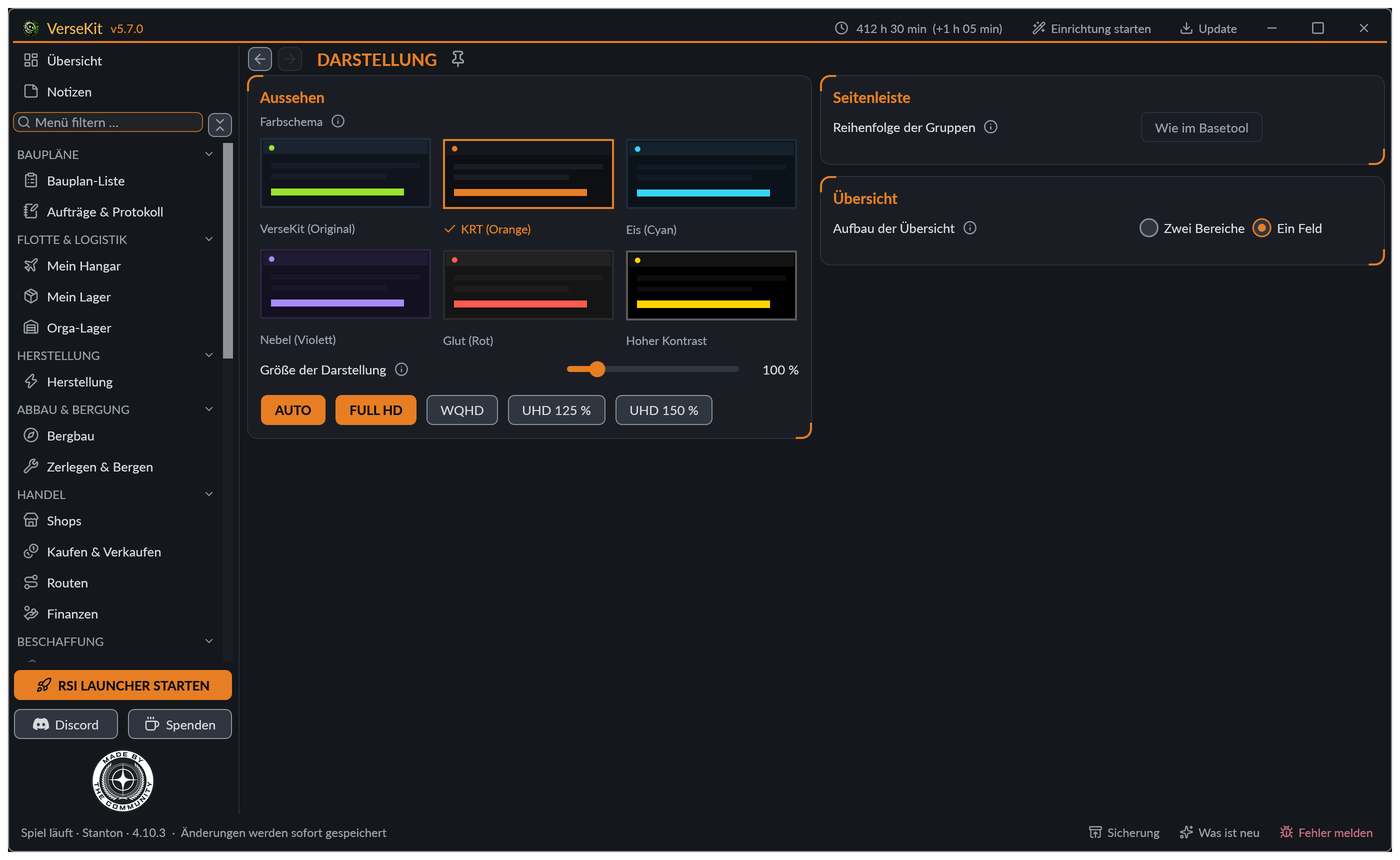 VerseKit v5.7.0
412 h 30 min (+1 h 05 min)
Einrichtung starten
Update
Übersicht
Notizen
Menü filtern ...
BAUPLÄNE
Bauplan-Liste
Aufträge & Protokoll
FLOTTE & LOGISTIK
Mein Hangar
Mein Lager
Orga-Lager
HERSTELLUNG
Herstellung
ABBAU & BERGUNG
Bergbau
Zerlegen & Bergen
HANDEL
Shops
Kaufen & Verkaufen
Routen
Finanzen
BESCHAFFUNG
RSI LAUNCHER STARTEN
Discord
Spenden
MADE BY
THE COMMUNITY
DARSTELLUNG
Aussehen
Farbschema
VerseKit (Original)
KRT (Orange)
Eis (Cyan)
Nebel (Violett)
Glut (Rot)
Hoher Kontrast
Größe der Darstellung
100 %
AUTO
FULL HD
WQHD
UHD 125 %
UHD 150 %
Seitenleiste
Reihenfolge der Gruppen
Wie im Basetool
Übersicht
Aufbau der Übersicht
Zwei Bereiche
Ein Feld
Spiel läuft · Stanton · 4.10.3 · Änderungen werden sofort gespeichert
Sicherung
Was ist neu
Fehler melden